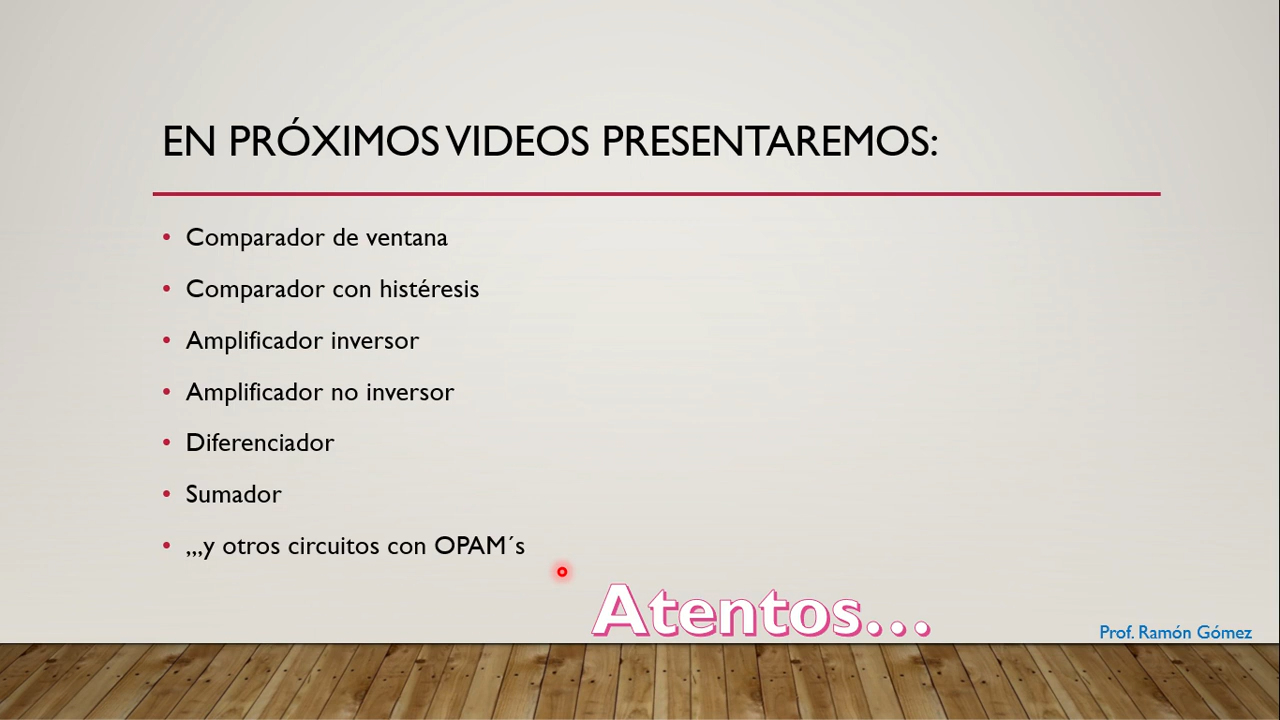 EN PRÓXIMOS VIDEOS PRESENTAREMOS:
• Comparador de ventana
• Comparador con histéresis
• Amplificador inversor
• Amplificador no inversor
• Diferenciador
• Sumador
• ,,,y otros circuitos con OPAM´s
Atentos...
Prof. Ramón Gómez